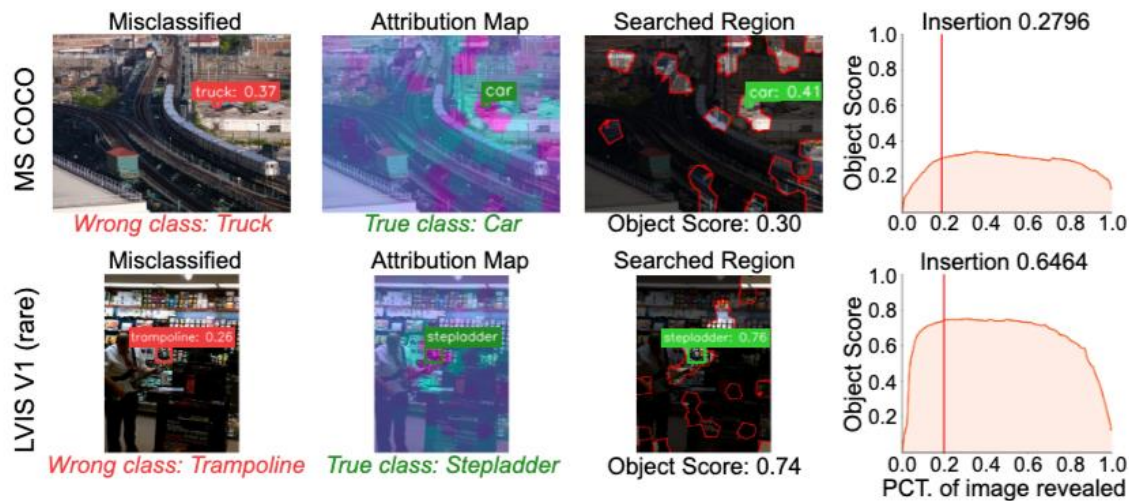 Misclassified Attribution Map Searched Region Insertion 0.2796
MS COCO
truck: 0.37
car
car: 0.41
Object Score
1.0
0.8
0.6
0.4
0.2
0.0 0.2 0.4 0.6 0.8 1.0
Wrong class: Truck True class: Car Object Score: 0.30
Misclassified Attribution Map Searched Region Insertion 0.6464
LVIS V1 (rare)
trampoline: 0.26
stepladder
stepladder: 0.76
Object Score
1.0
0.8
0.6
0.4
0.2
0.0 0.2 0.4 0.6 0.8 1.0
Wrong class: Trampoline True class: Stepladder Object Score: 0.74 PCT. of image revealed